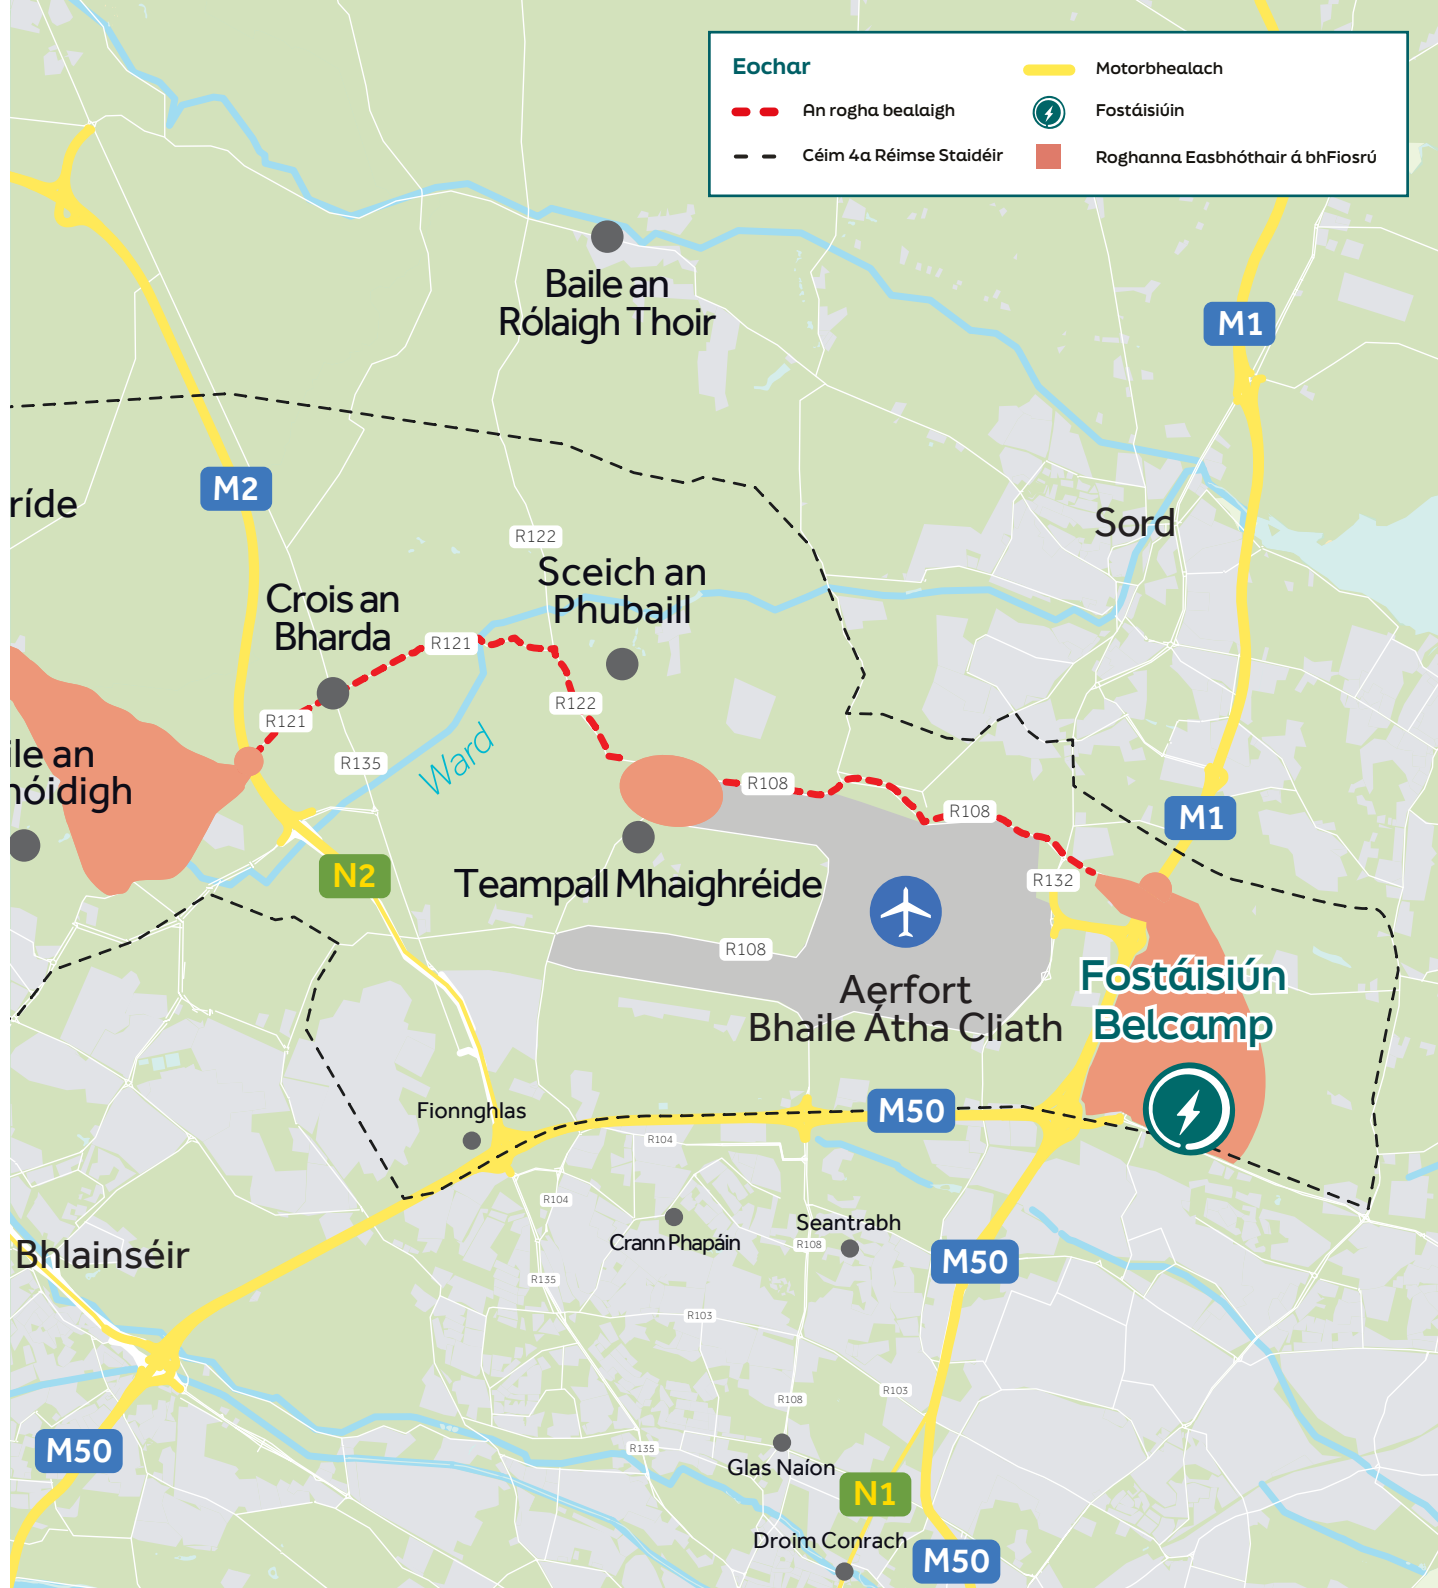 Eochar
Motorbhealach
An rogha bealaigh
Fostáisiúin
Céim 4a Réimse Staidéir
Roghanna Easbhóthair á bhFiosrú
Baile an
Rólaigh Thoir
M1
M2
ríde
Sord
R122
Sceich an
Phubaill
Crois an
Bharda
R121
R122
R121
Ward
ile an
nóidigh
R135
R108
R108
M1
N2
Teampall Mhaighréide
R132
R108
Aerfort
Bhaile Átha Cliath
Fostáisiún
Belcamp
Fionnghlas
M50
R104
R104
Crann Phapáin
Seantrabh
R108
Bhlainséir
M50
R135
R103
R103
R108
M50
R135
Glas Naíon
N1
Droim Conrach
M50